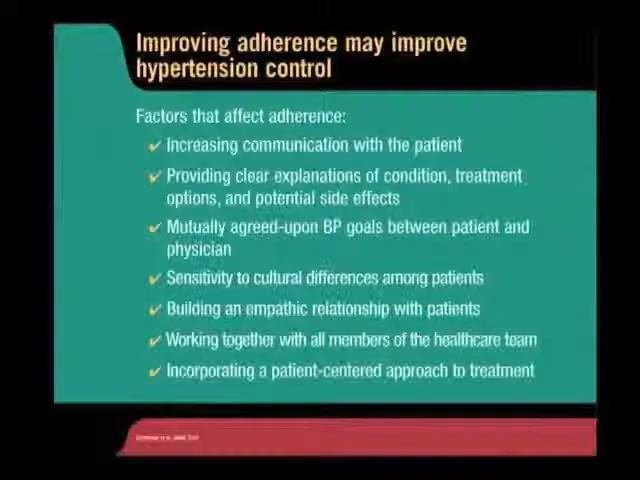 Improving adherence may improve
hypertension control
Factors that affect adherence:
✔ Increasing communication with the patient
✔ Providing clear explanations of condition, treatment
options, and potential side effects
✔ Mutually agreed-upon BP goals between patient and
physician
✔ Sensitivity to cultural differences among patients
✔ Building an empathic relationship with patients
✔ Working together with all members of the healthcare team
✔ Incorporating a patient-centered approach to treatment